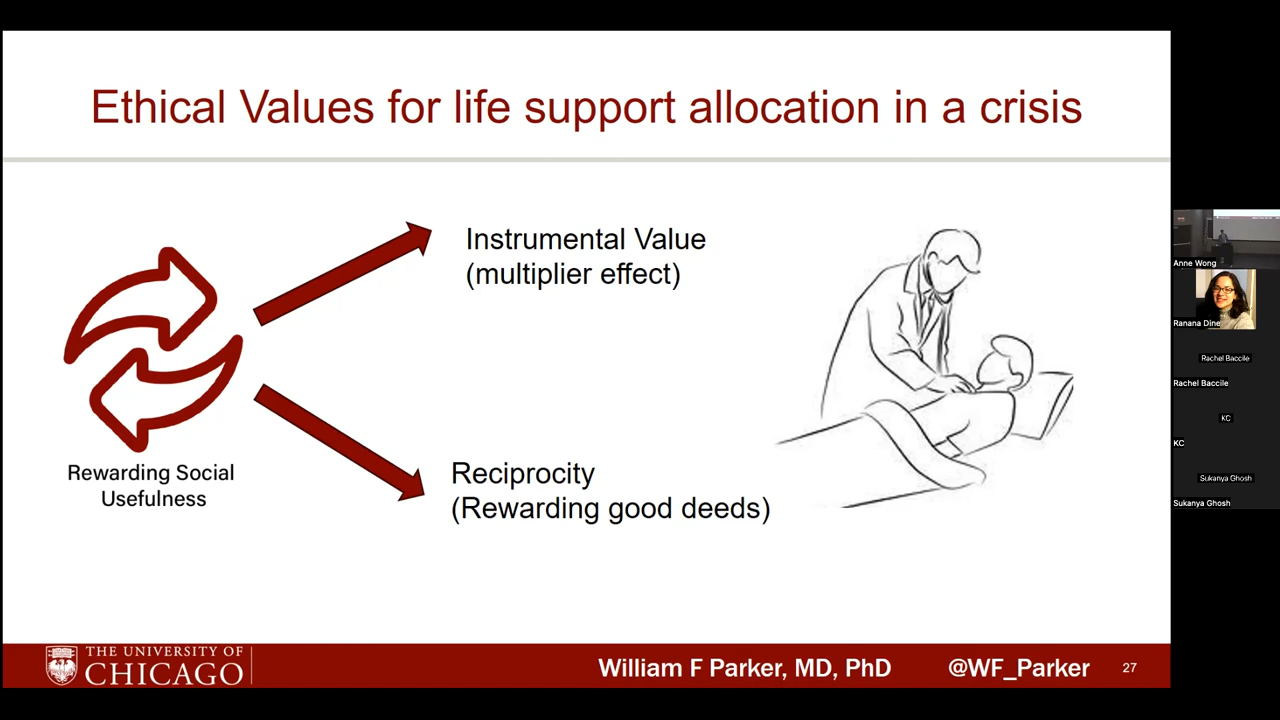 Ethical Values for life support allocation in a crisis
Instrumental Value
(multiplier effect)
Rewarding Social
Usefulness
Reciprocity
(Rewarding good deeds)
THE UNIVERSITY OF
CHICAGO
William F Parker, MD, PhD
@WF_Parker
27
Anne Wong
Ranana Dine
Rachel Baccile
Rachel Baccile
KC
KC
Sukanya Ghosh
Sukanya Ghosh